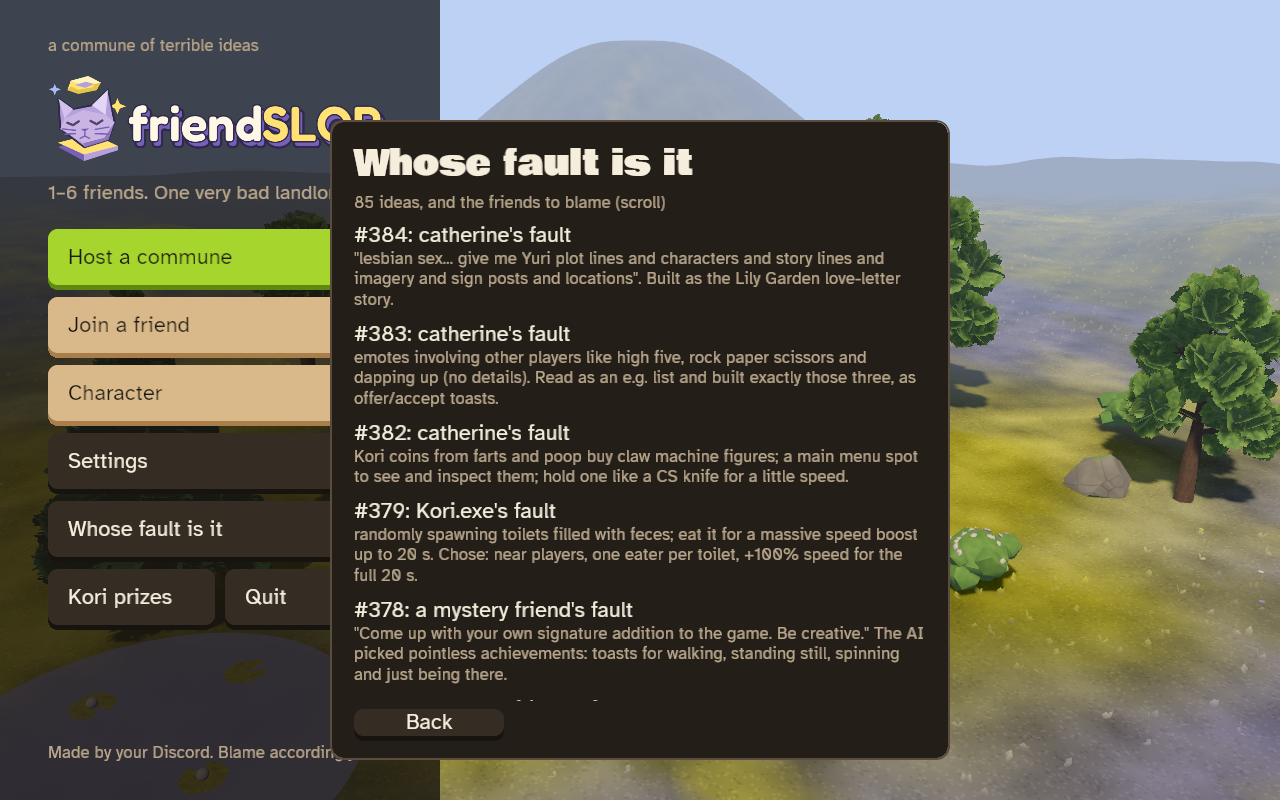 a commune of terrible ideas
friendSLOP
1–6 friends. One very bad
Host a commune
Join a friend
Character
Settings
Whose fault is it
Kori prizes
Quit
Made by your Discord. Blame
Whose fault is it
85 ideas, and the friends to blame (scroll)
#384: catherine's fault
"lesbian sex... give me Yuri plot lines and characters and story lines and
imagery and sign posts and locations". Built as the Lily Garden love-letter
story.
#383: catherine's fault
emotes involving other players like high five, rock paper scissors and
dapping up (no details). Read as an e.g. list and built exactly those three, as
offer/accept toasts.
#382: catherine's fault
Kori coins from farts and poop buy claw machine figures; a main menu spot
to see and inspect them; hold one like a CS knife for a little speed.
#379: Kori.exe's fault
randomly spawning toilets filled with feces; eat it for a massive speed boost
up to 20 s. Chose: near players, one eater per toilet, +100% speed for the
full 20 s.
#378: a mystery friend's fault
"Come up with your own signature addition to the game. Be creative." The AI
picked pointless achievements: toasts for walking, standing still, spinning
and just being there.
Back